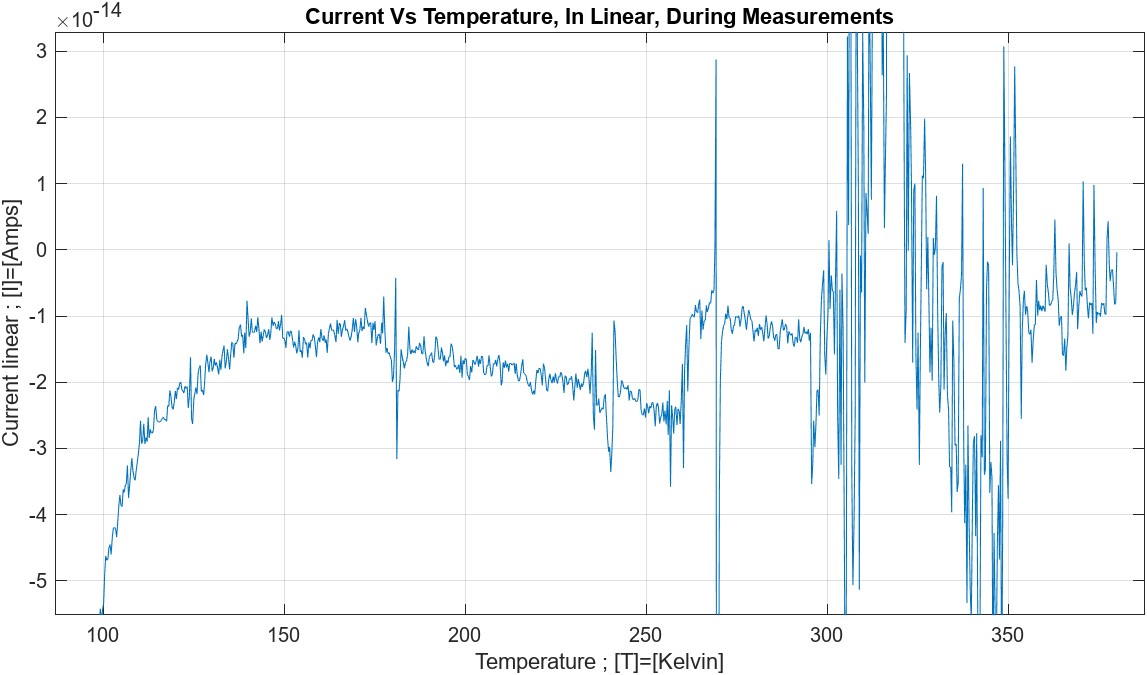 Current Vs Temperature, In Linear, During Measurements
×10-14
3
2
1
0
-1
-2
-3
-4
-5
Current linear ; [I]=[Amps]
100 150 200 250 300 350
Temperature ; [T]=[Kelvin]